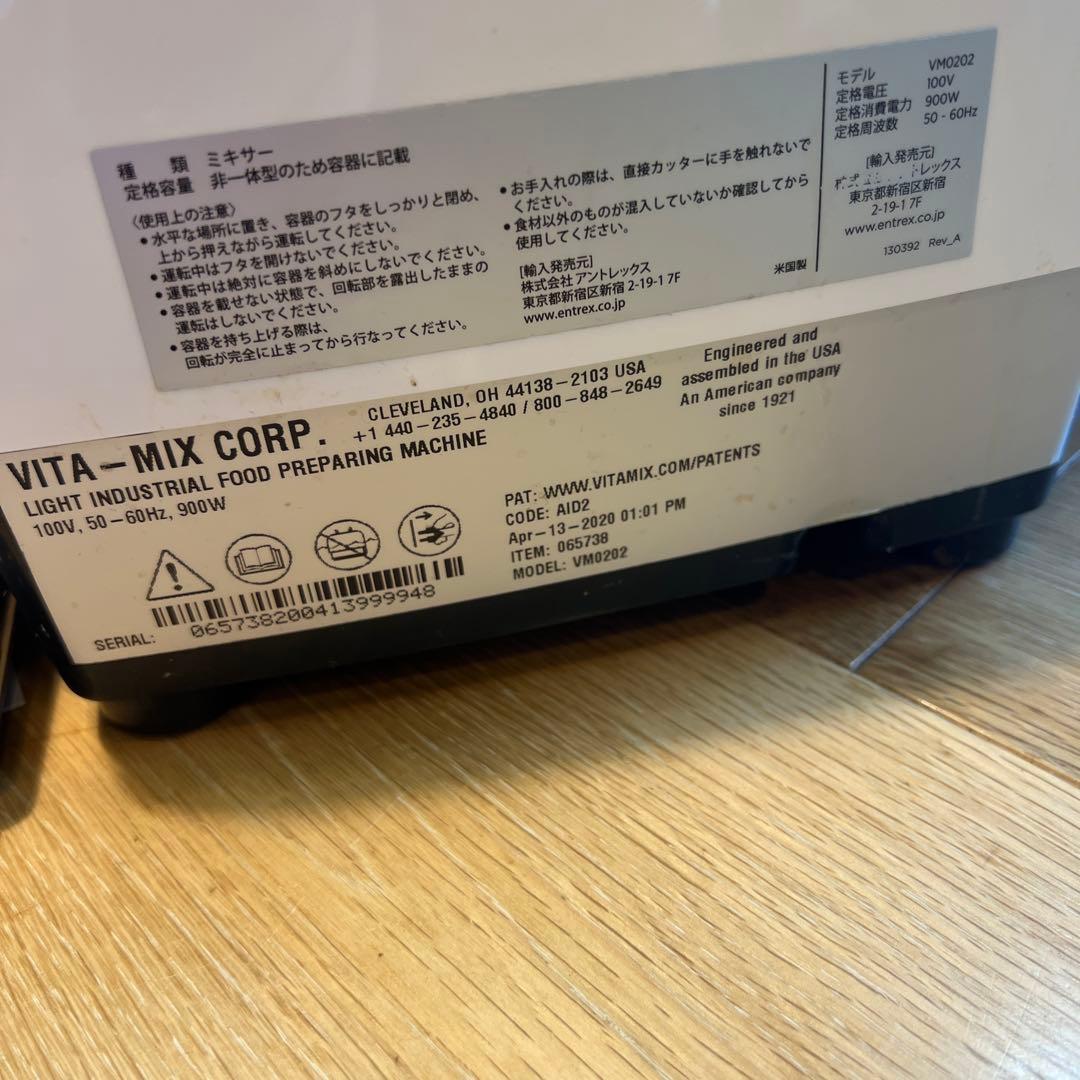 種類 ミキサー
定格容量 非一体型のため容器に記載
〈使用上の注意〉
●水平な場所に置き、容器のフタをしっかりと閉め、
上から押えながら運転してください。
●運転中はフタを開けないでください。
●運転中は絶対に容器を斜めにしないでください。
●容器を載せない状態で、回転部を露出したままの
運転はしないでください。
●容器を持ち上げる際は、
回転が完全に止まってから行なってください。
●お手入れの際は、直接カッターに手を触れないで
ください。
●食材以外のものが混入していないか確認してから
使用してください。
[輸入発売元]
株式会社 アントレックス
東京都新宿区新宿 2-19-1 7F
www.entrex.co.jp
米国製
モデル VM0202
定格電圧 100V
定格消費電力 900W
定格周波数 50 - 60Hz
[輸入発売元]
トレックス
東京都新宿区新宿
2-19-1 7F
www.entrex.co.jp
130392 Rev_A
VITA-MIX CORP.
CLEVELAND, OH 44138-2103 USA
+1 440-235-4840 / 800-848-2649
LIGHT INDUSTRIAL FOOD PREPARING MACHINE
100V, 50-60Hz, 900W
Engineered and
assembled in the USA
An American company
since 1921
PAT: WWW.VITAMIX.COM/PATENTS
CODE: AID2
Apr-13-2020 01:01 PM
ITEM: 065738
MODEL: VM0202
SERIAL: 065738200413999948